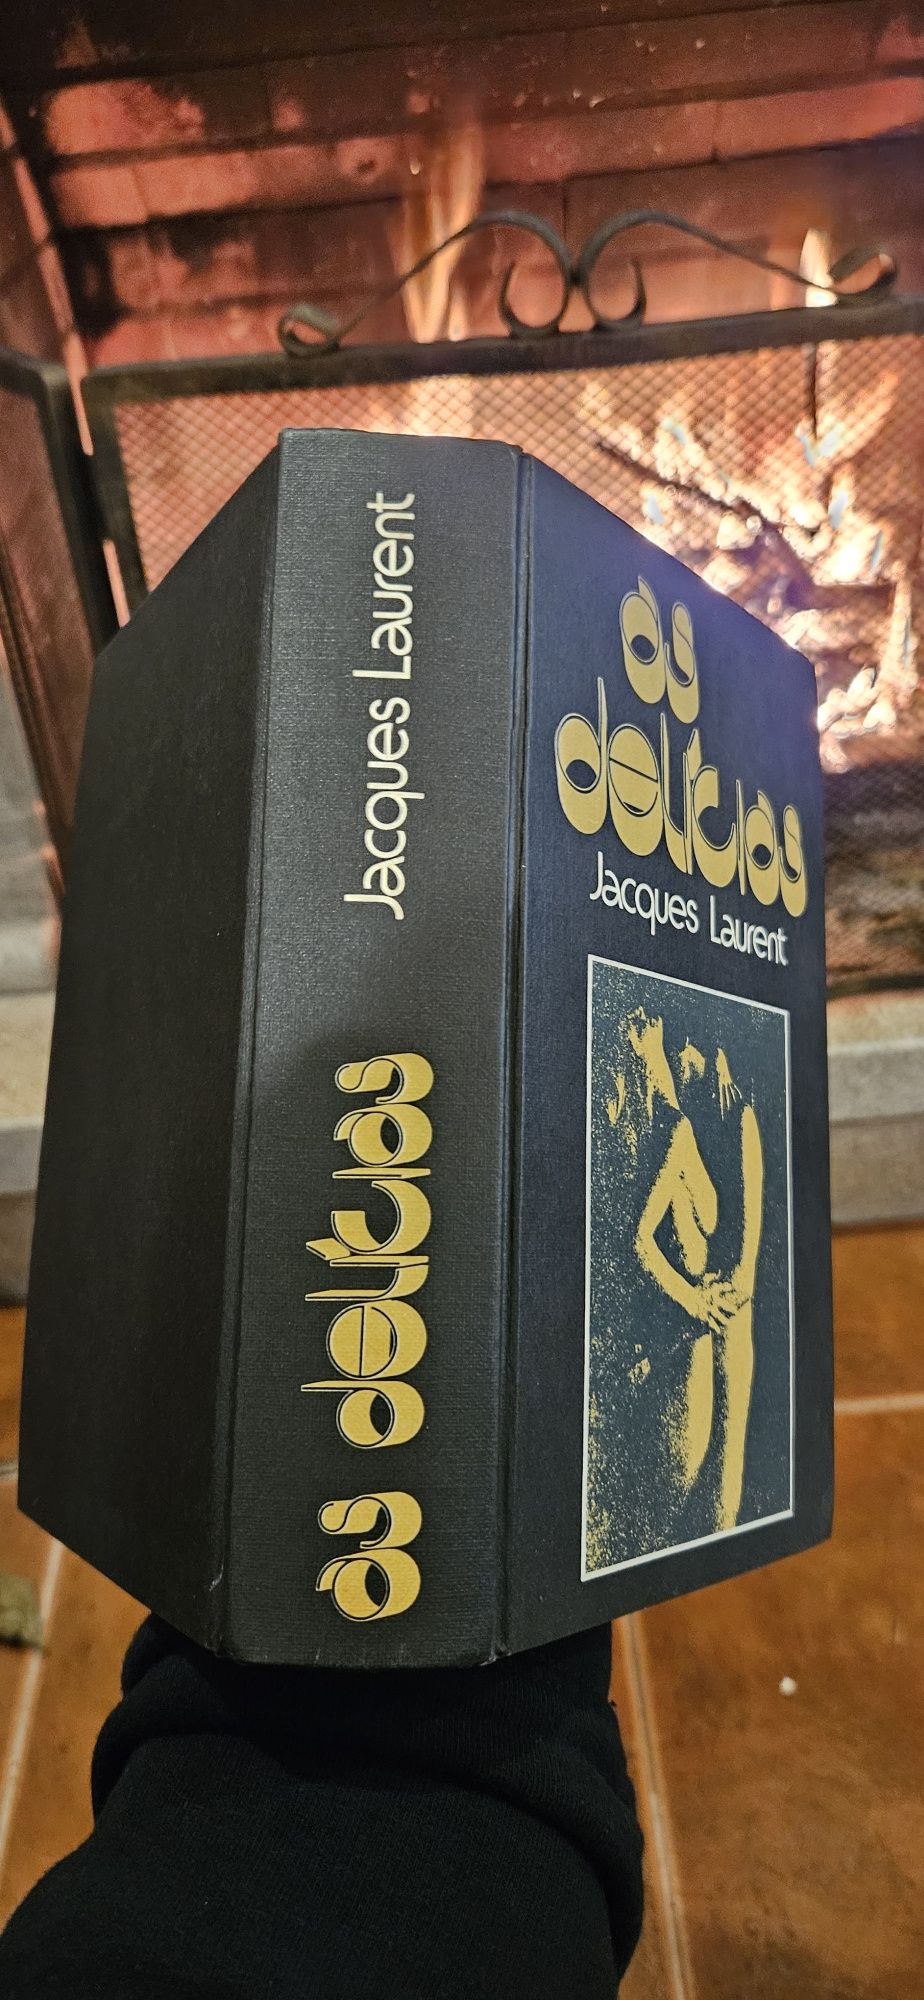 Jacques Laurent
as delícias
as
delícias
Jacques Laurent